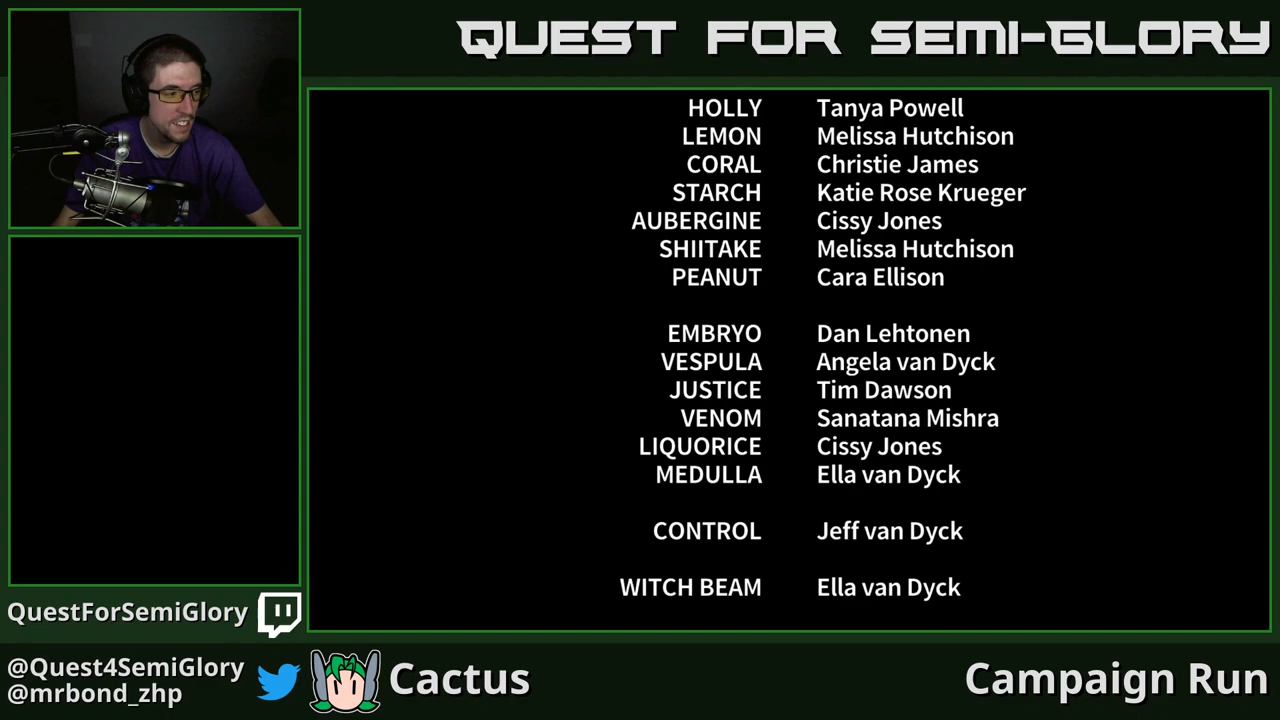 QUEST FOR SEMI-GLORY
HOLLY Tanya Powell
LEMON Melissa Hutchison
CORAL Christie James
STARCH Katie Rose Krueger
AUBERGINE Cissy Jones
SHIITAKE Melissa Hutchison
PEANUT Cara Ellison
EMBRYO Dan Lehtonen
VESPULA Angela van Dyck
JUSTICE Tim Dawson
VENOM Sanatana Mishra
LIQUORICE Cissy Jones
MEDULLA Ella van Dyck
CONTROL Jeff van Dyck
WITCH BEAM Ella van Dyck
QuestForSemiGlory
@Quest4SemiGlory
@mrbond_zhp
Cactus
Campaign Run